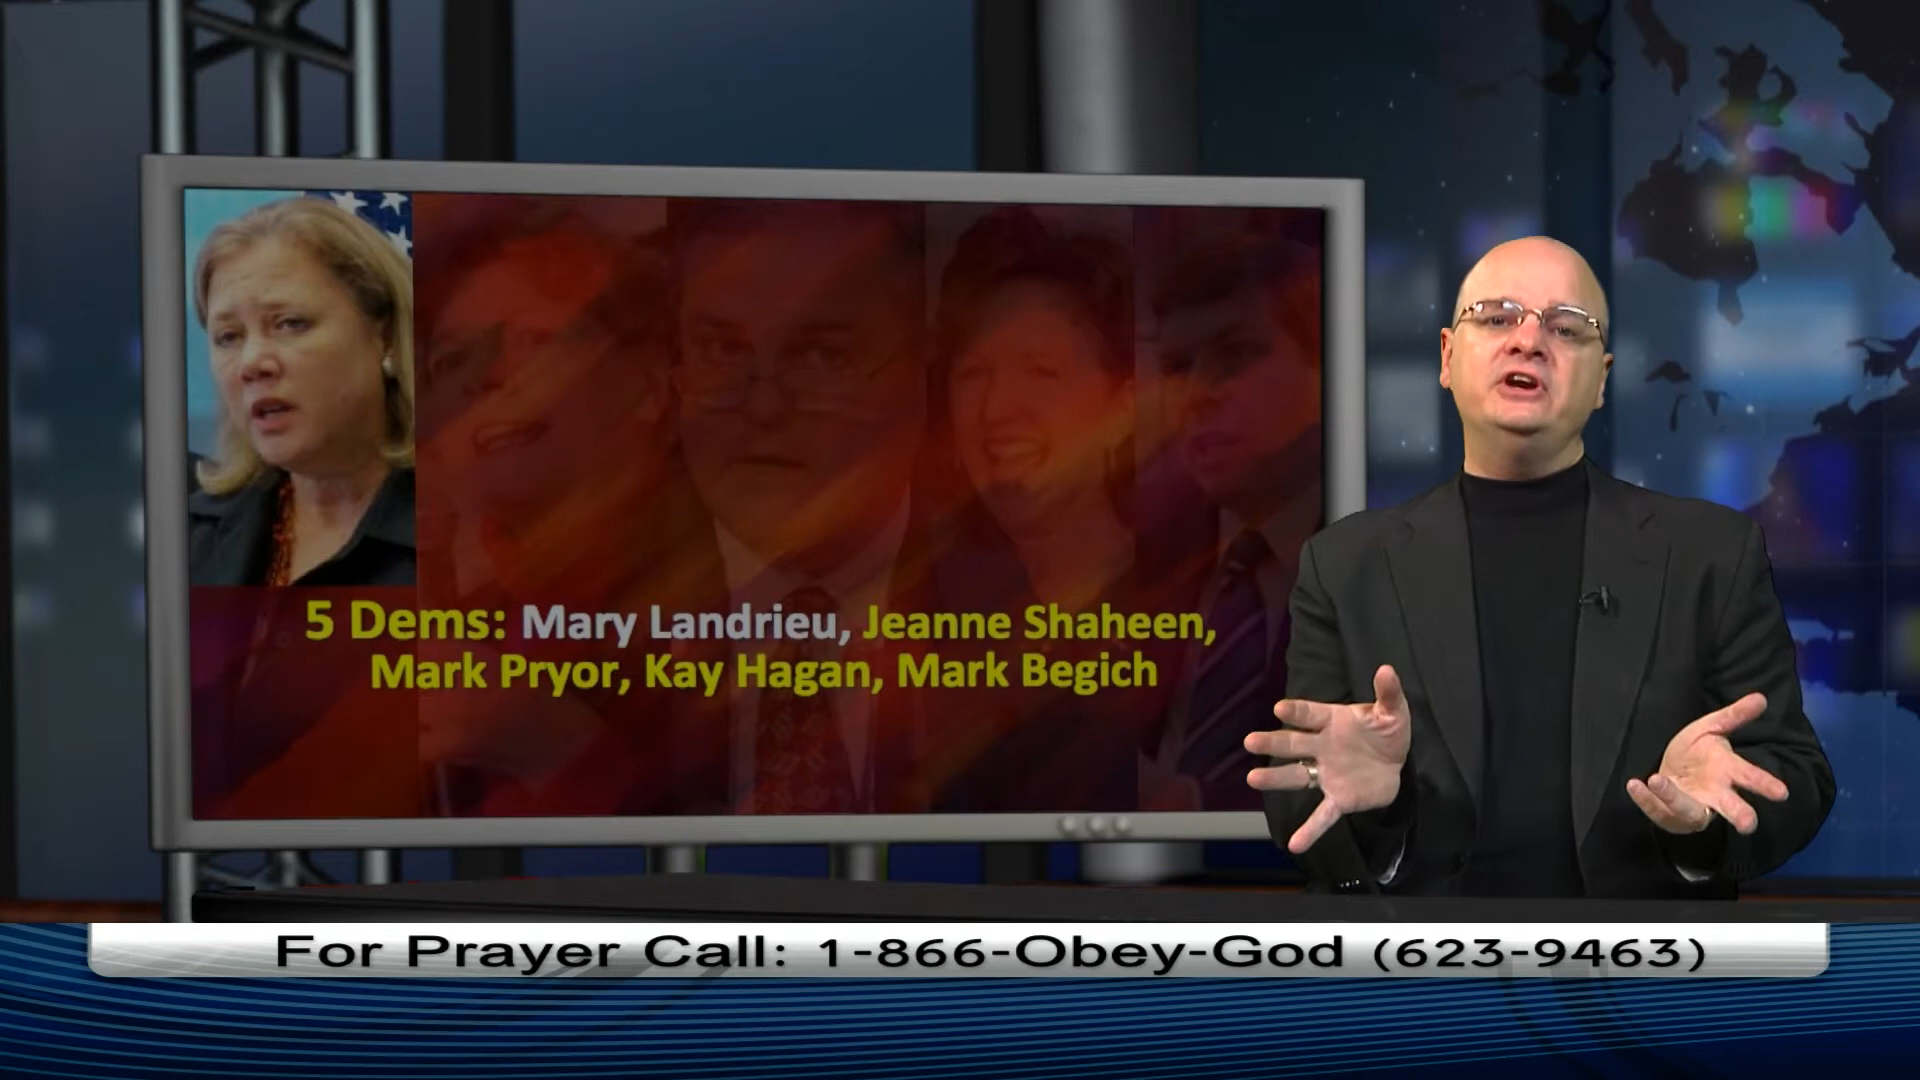 5 Dems: Mary Landrieu, Jeanne Shaheen,
Mark Pryor, Kay Hagan, Mark Begich
For Prayer Call: 1-866-Obey-God (623-9463)